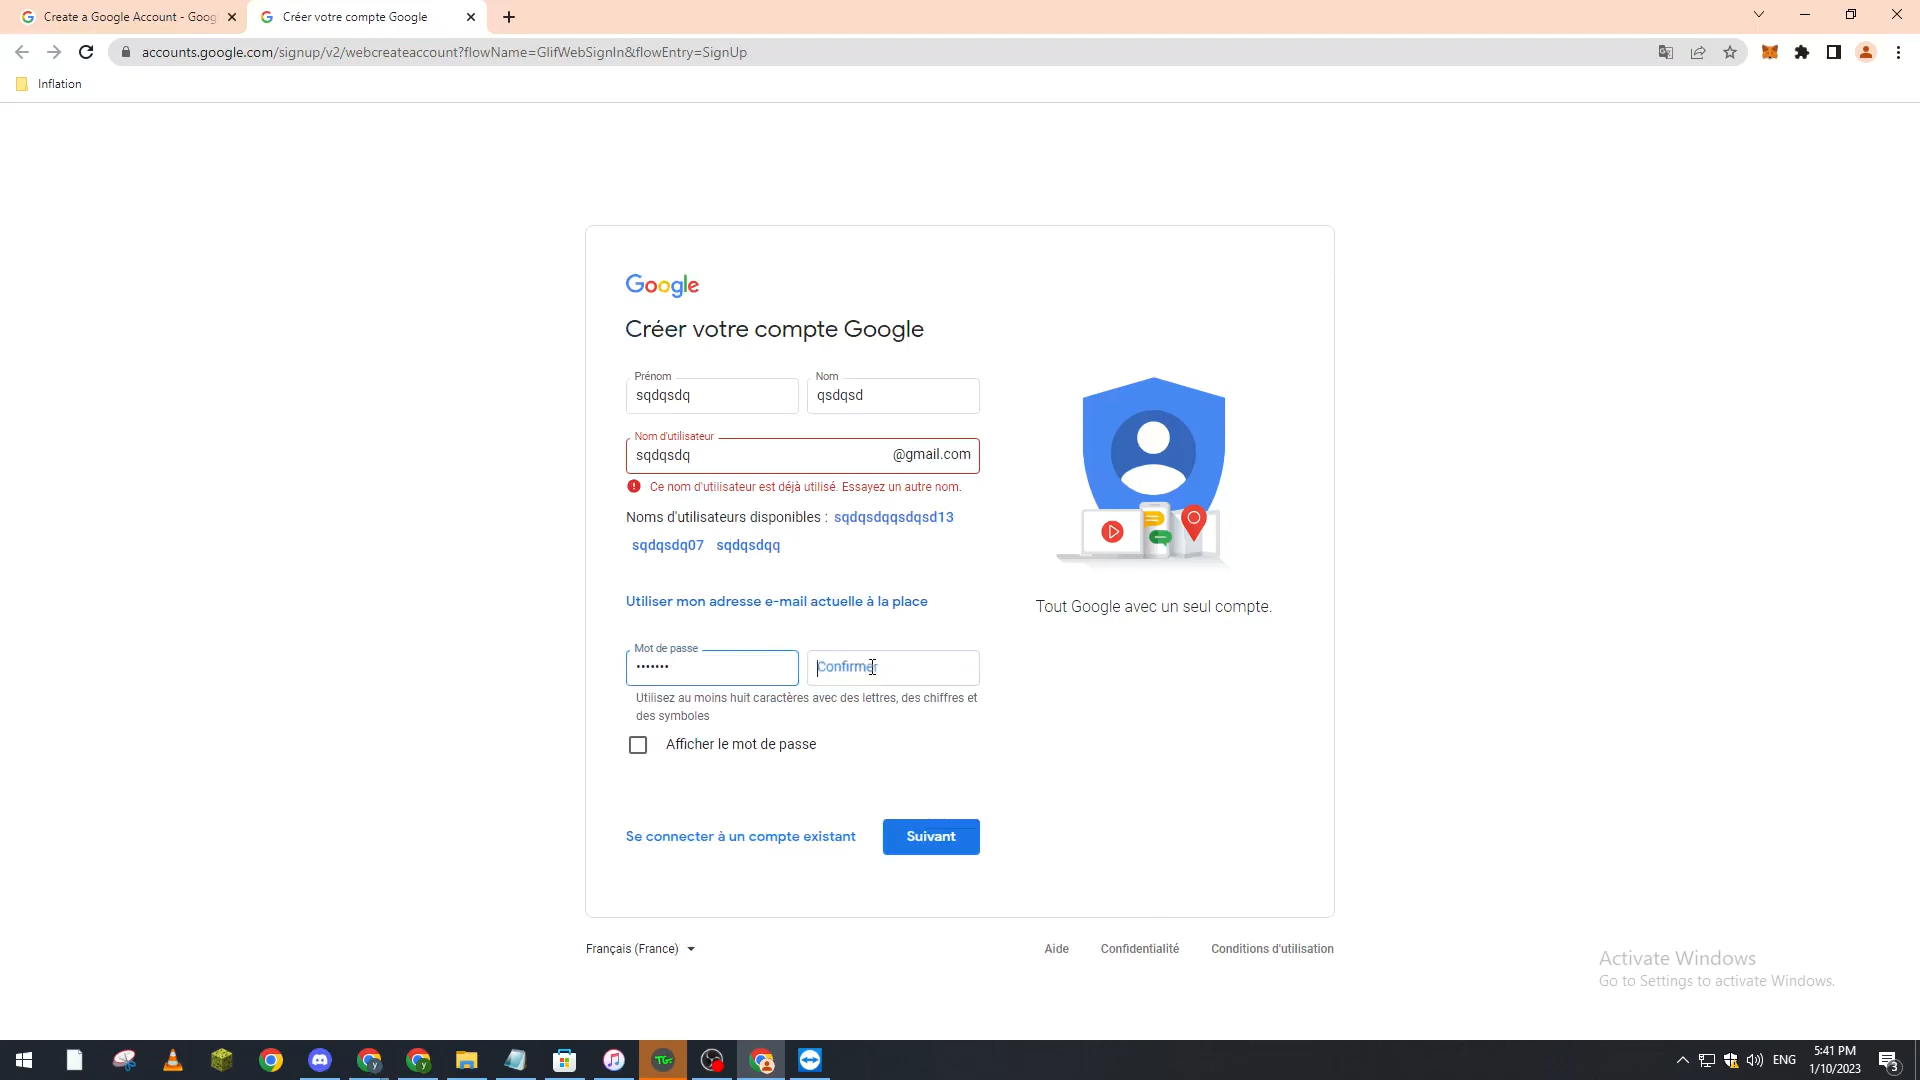 Create a Google Account - Goog
Créer votre compte Google
accounts.google.com/signup/v2/webcreateaccount?flowName=GlifWebSignIn&flowEntry=SignUp
Inflation
Google
Créer votre compte Google
Prénom
Nom
sqdqsdq
qsdqsd
Nom d'utilisateur
sqdqsdq
@gmail.com
Ce nom d'utilisateur est déjà utilisé. Essayez un autre nom.
Noms d'utilisateurs disponibles : sqdqsdqqsdqsd13
sqdqsdq07 sqdqsdqq
Utiliser mon adresse e-mail actuelle à la place
Tout Google avec un seul compte.
Mot de passe
•••••••
Confirmer
Utilisez au moins huit caractères avec des lettres, des chiffres et
des symboles
Afficher le mot de passe
Se connecter à un compte existant
Suivant
Français (France)
Aide
Confidentialité
Conditions d'utilisation
Activate Windows
Go to Settings to activate Windows.
TG
ENG
5:41 PM
1/10/2023
3